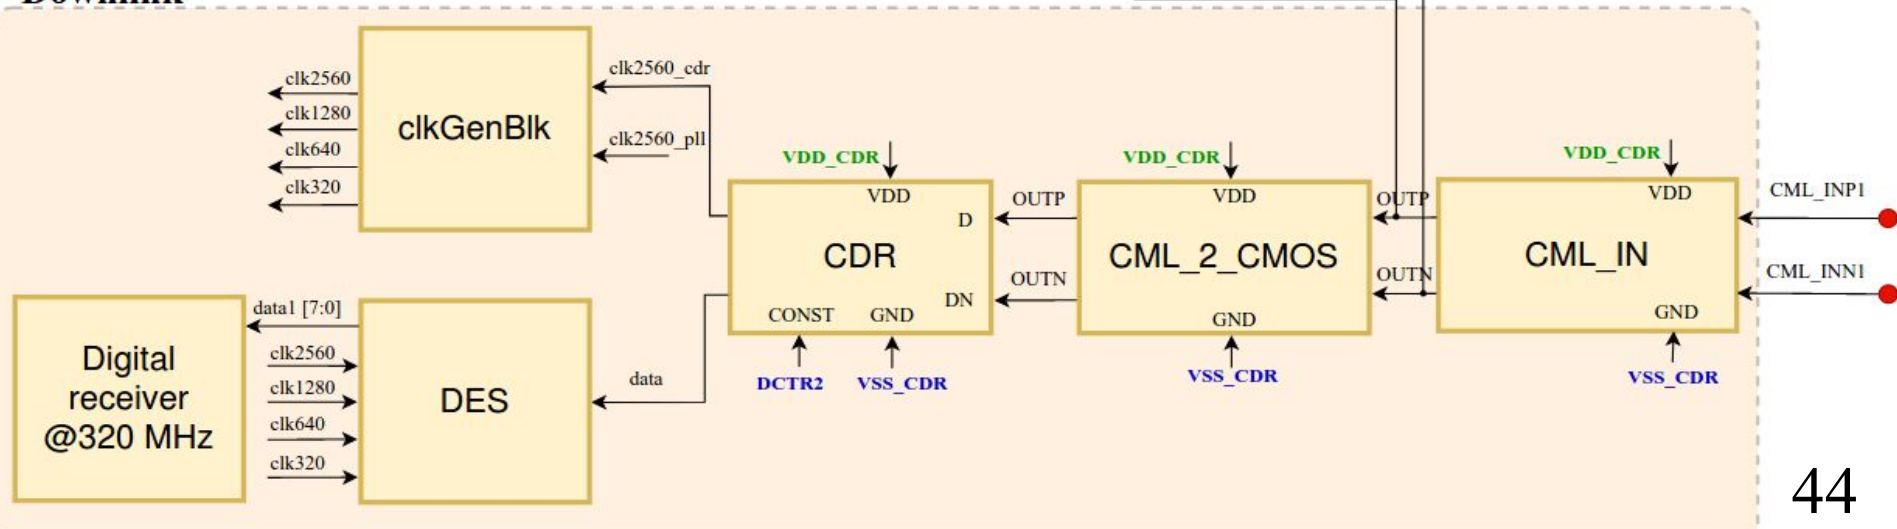 Downlink
clk2560
clk1280
clk640
clk320
clkGenBlk
clk2560_cdr
clk2560_pll
VDD_CDR
VDD
D
CDR
DN
CONST
GND
DCTR2
VSS_CDR
OUTP
OUTN
VDD_CDR
VDD
CML_2_CMOS
GND
VSS_CDR
OUTP
OUTN
VDD_CDR
VDD
CML_IN
GND
VSS_CDR
CML_INP1
CML_INN1
Digital
receiver
@320 MHz
data1 [7:0]
clk2560
clk1280
clk640
clk320
DES
data
44